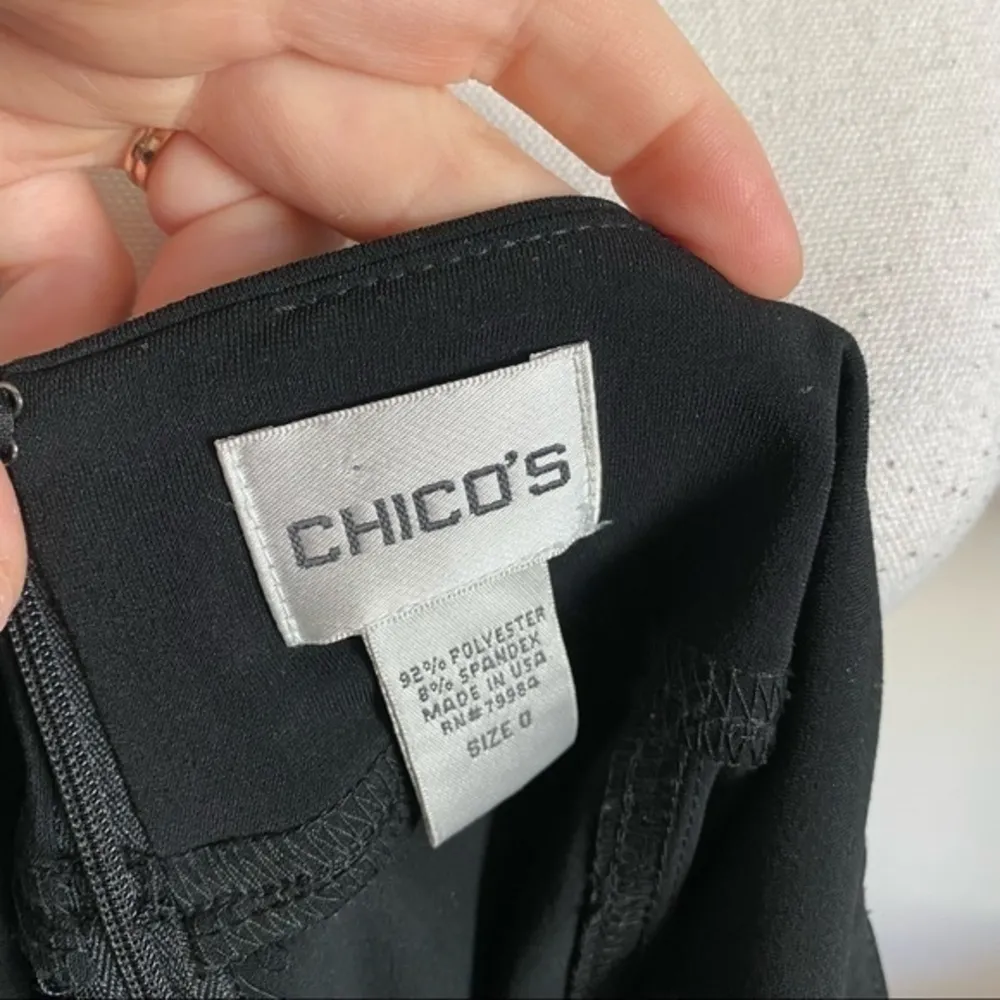 CHICO'S
92% POLYESTER
8% SPANDEX
MADE IN USA
RN#79984
SIZE 0